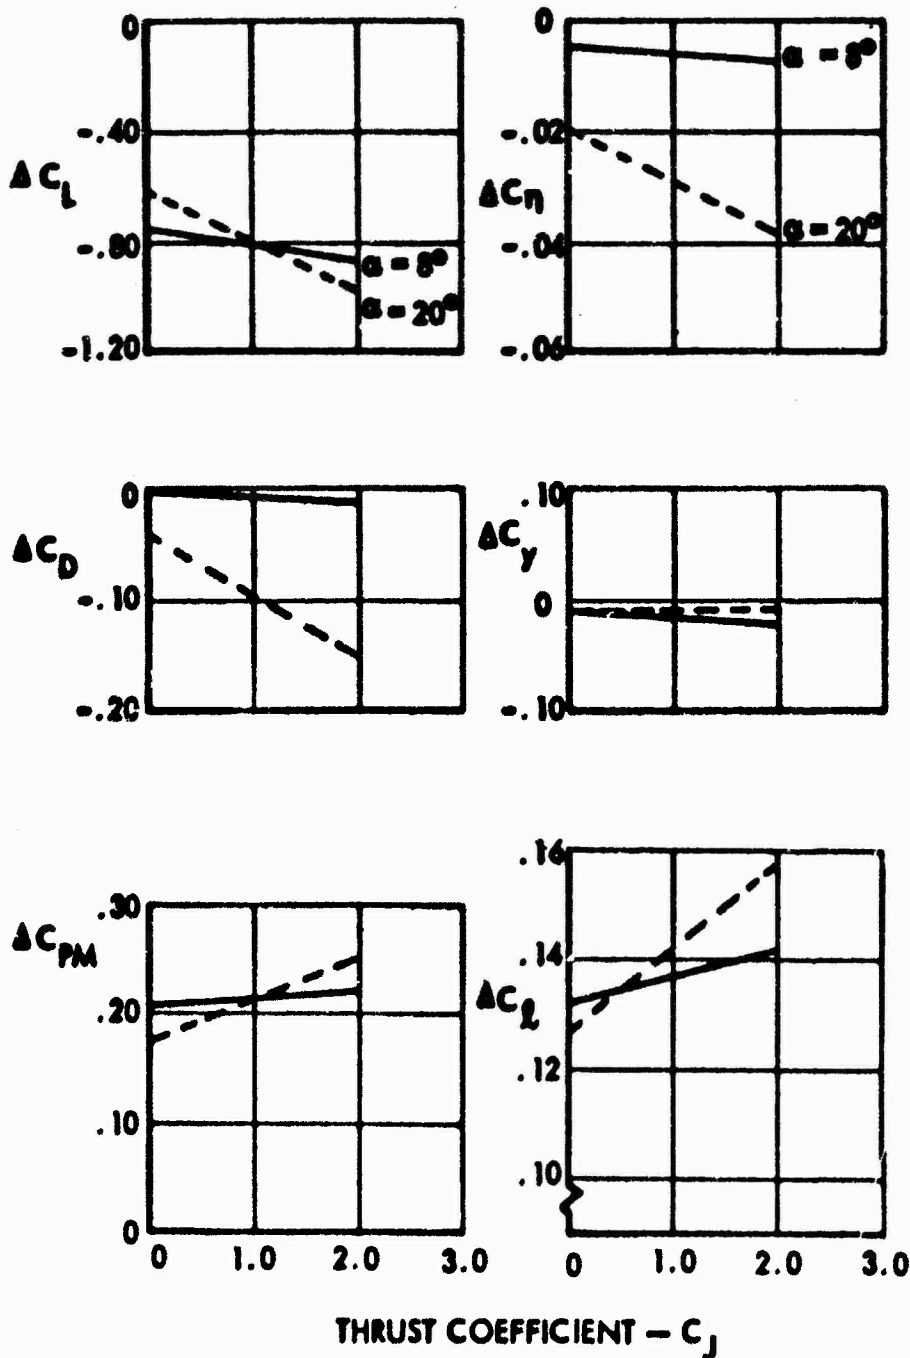 0
-.40
-.80
-1.20
ΔC_L
α = 8°
α = 20°
0
-.02
-.04
-.06
ΔCη
α = 8°
α = 20°
0
-.10
-.20
ΔC_D
.10
0
-.10
ΔC_y
.30
.20
.10
0
ΔC_PM
0 1.0 2.0 3.0
.16
.14
.12
.10
ΔC_ℓ
0 1.0 2.0 3.0
THRUST COEFFICIENT — C_J